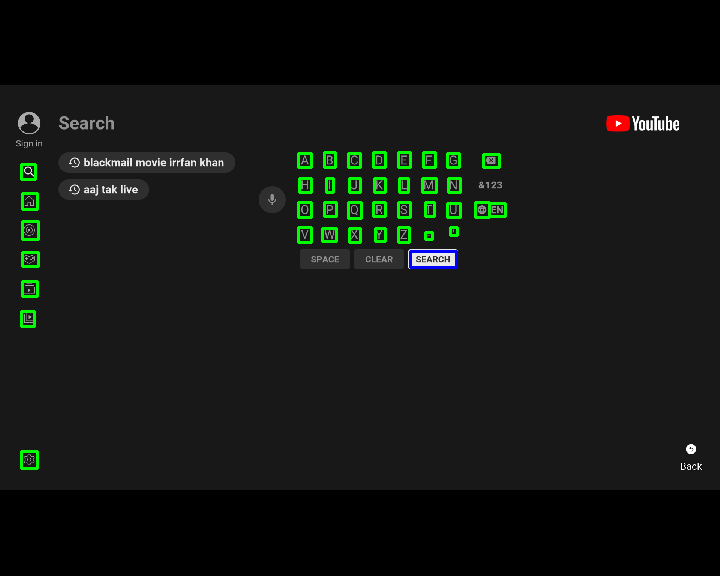 Search
YouTube
Sign in
blackmail movie irrfan khan
aaj tak live
A B C D E F G
H I J K L M N &123
O P Q R S T U EN
V W X Y Z
SPACE CLEAR SEARCH
Back